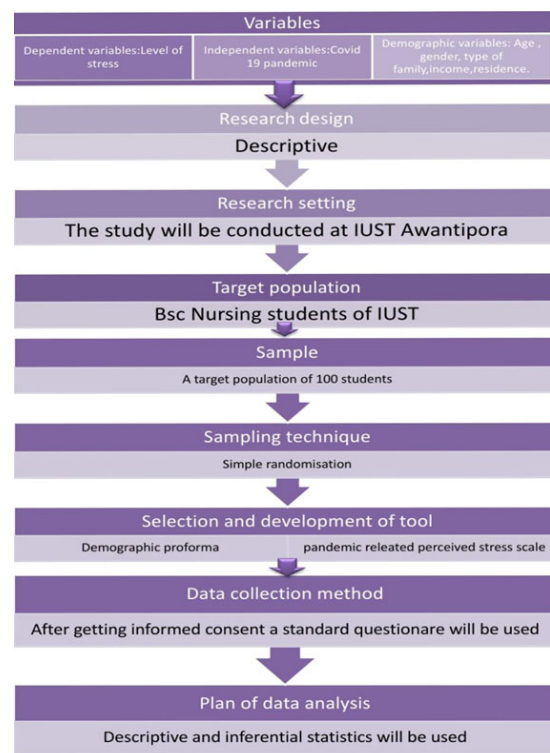 Variables
Dependent variables:Level of
stress
Independent variables:Covid
19 pandemic
Demographic variables: Age ,
gender, type of
family,income,residence.
Research design
Descriptive
Research setting
The study will be conducted at IUST Awantipora
Target population
Bsc Nursing students of IUST
Sample
A target population of 100 students
Sampling technique
Simple randomisation
Selection and development of tool
Demographic proforma
pandemic releated perceived stress scale
Data collection method
After getting informed consent a standard questionare will be used
Plan of data analysis
Descriptive and inferential statistics will be used